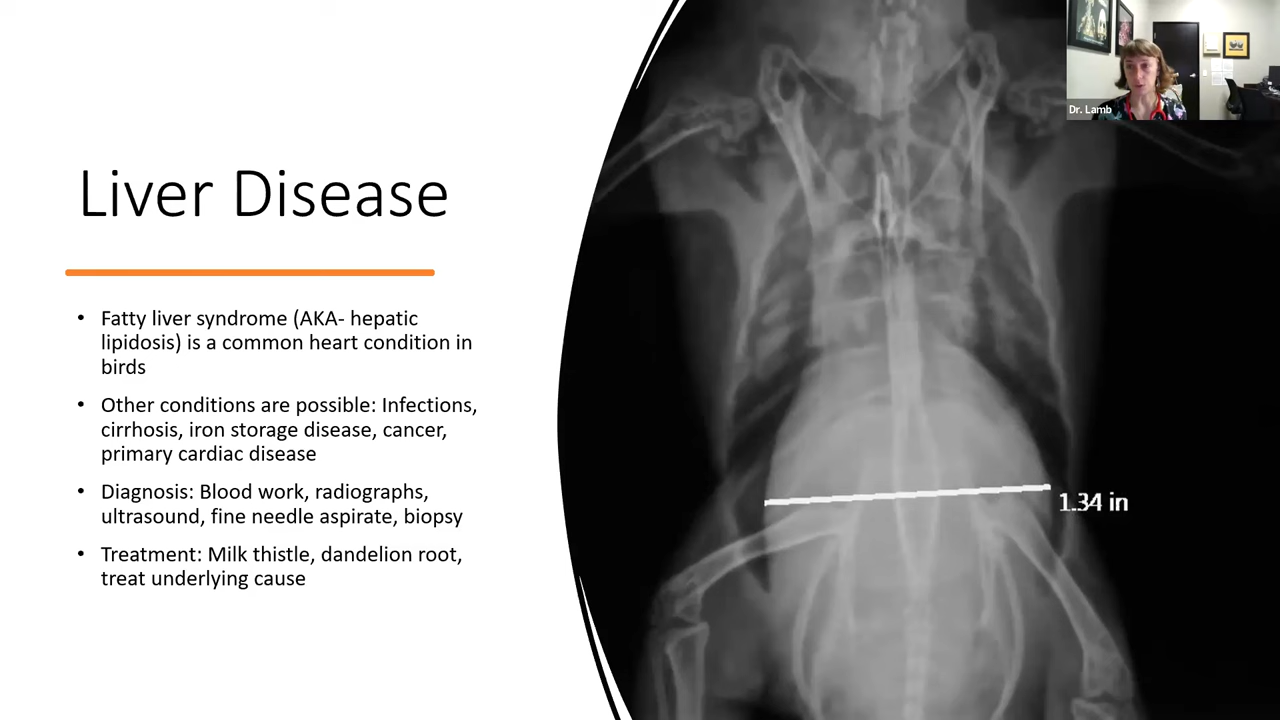 Liver Disease
• Fatty liver syndrome (AKA- hepatic
lipidosis) is a common heart condition in
birds
• Other conditions are possible: Infections,
cirrhosis, iron storage disease, cancer,
primary cardiac disease
• Diagnosis: Blood work, radiographs,
ultrasound, fine needle aspirate, biopsy
• Treatment: Milk thistle, dandelion root,
treat underlying cause
1.34 in
Dr. Lamb